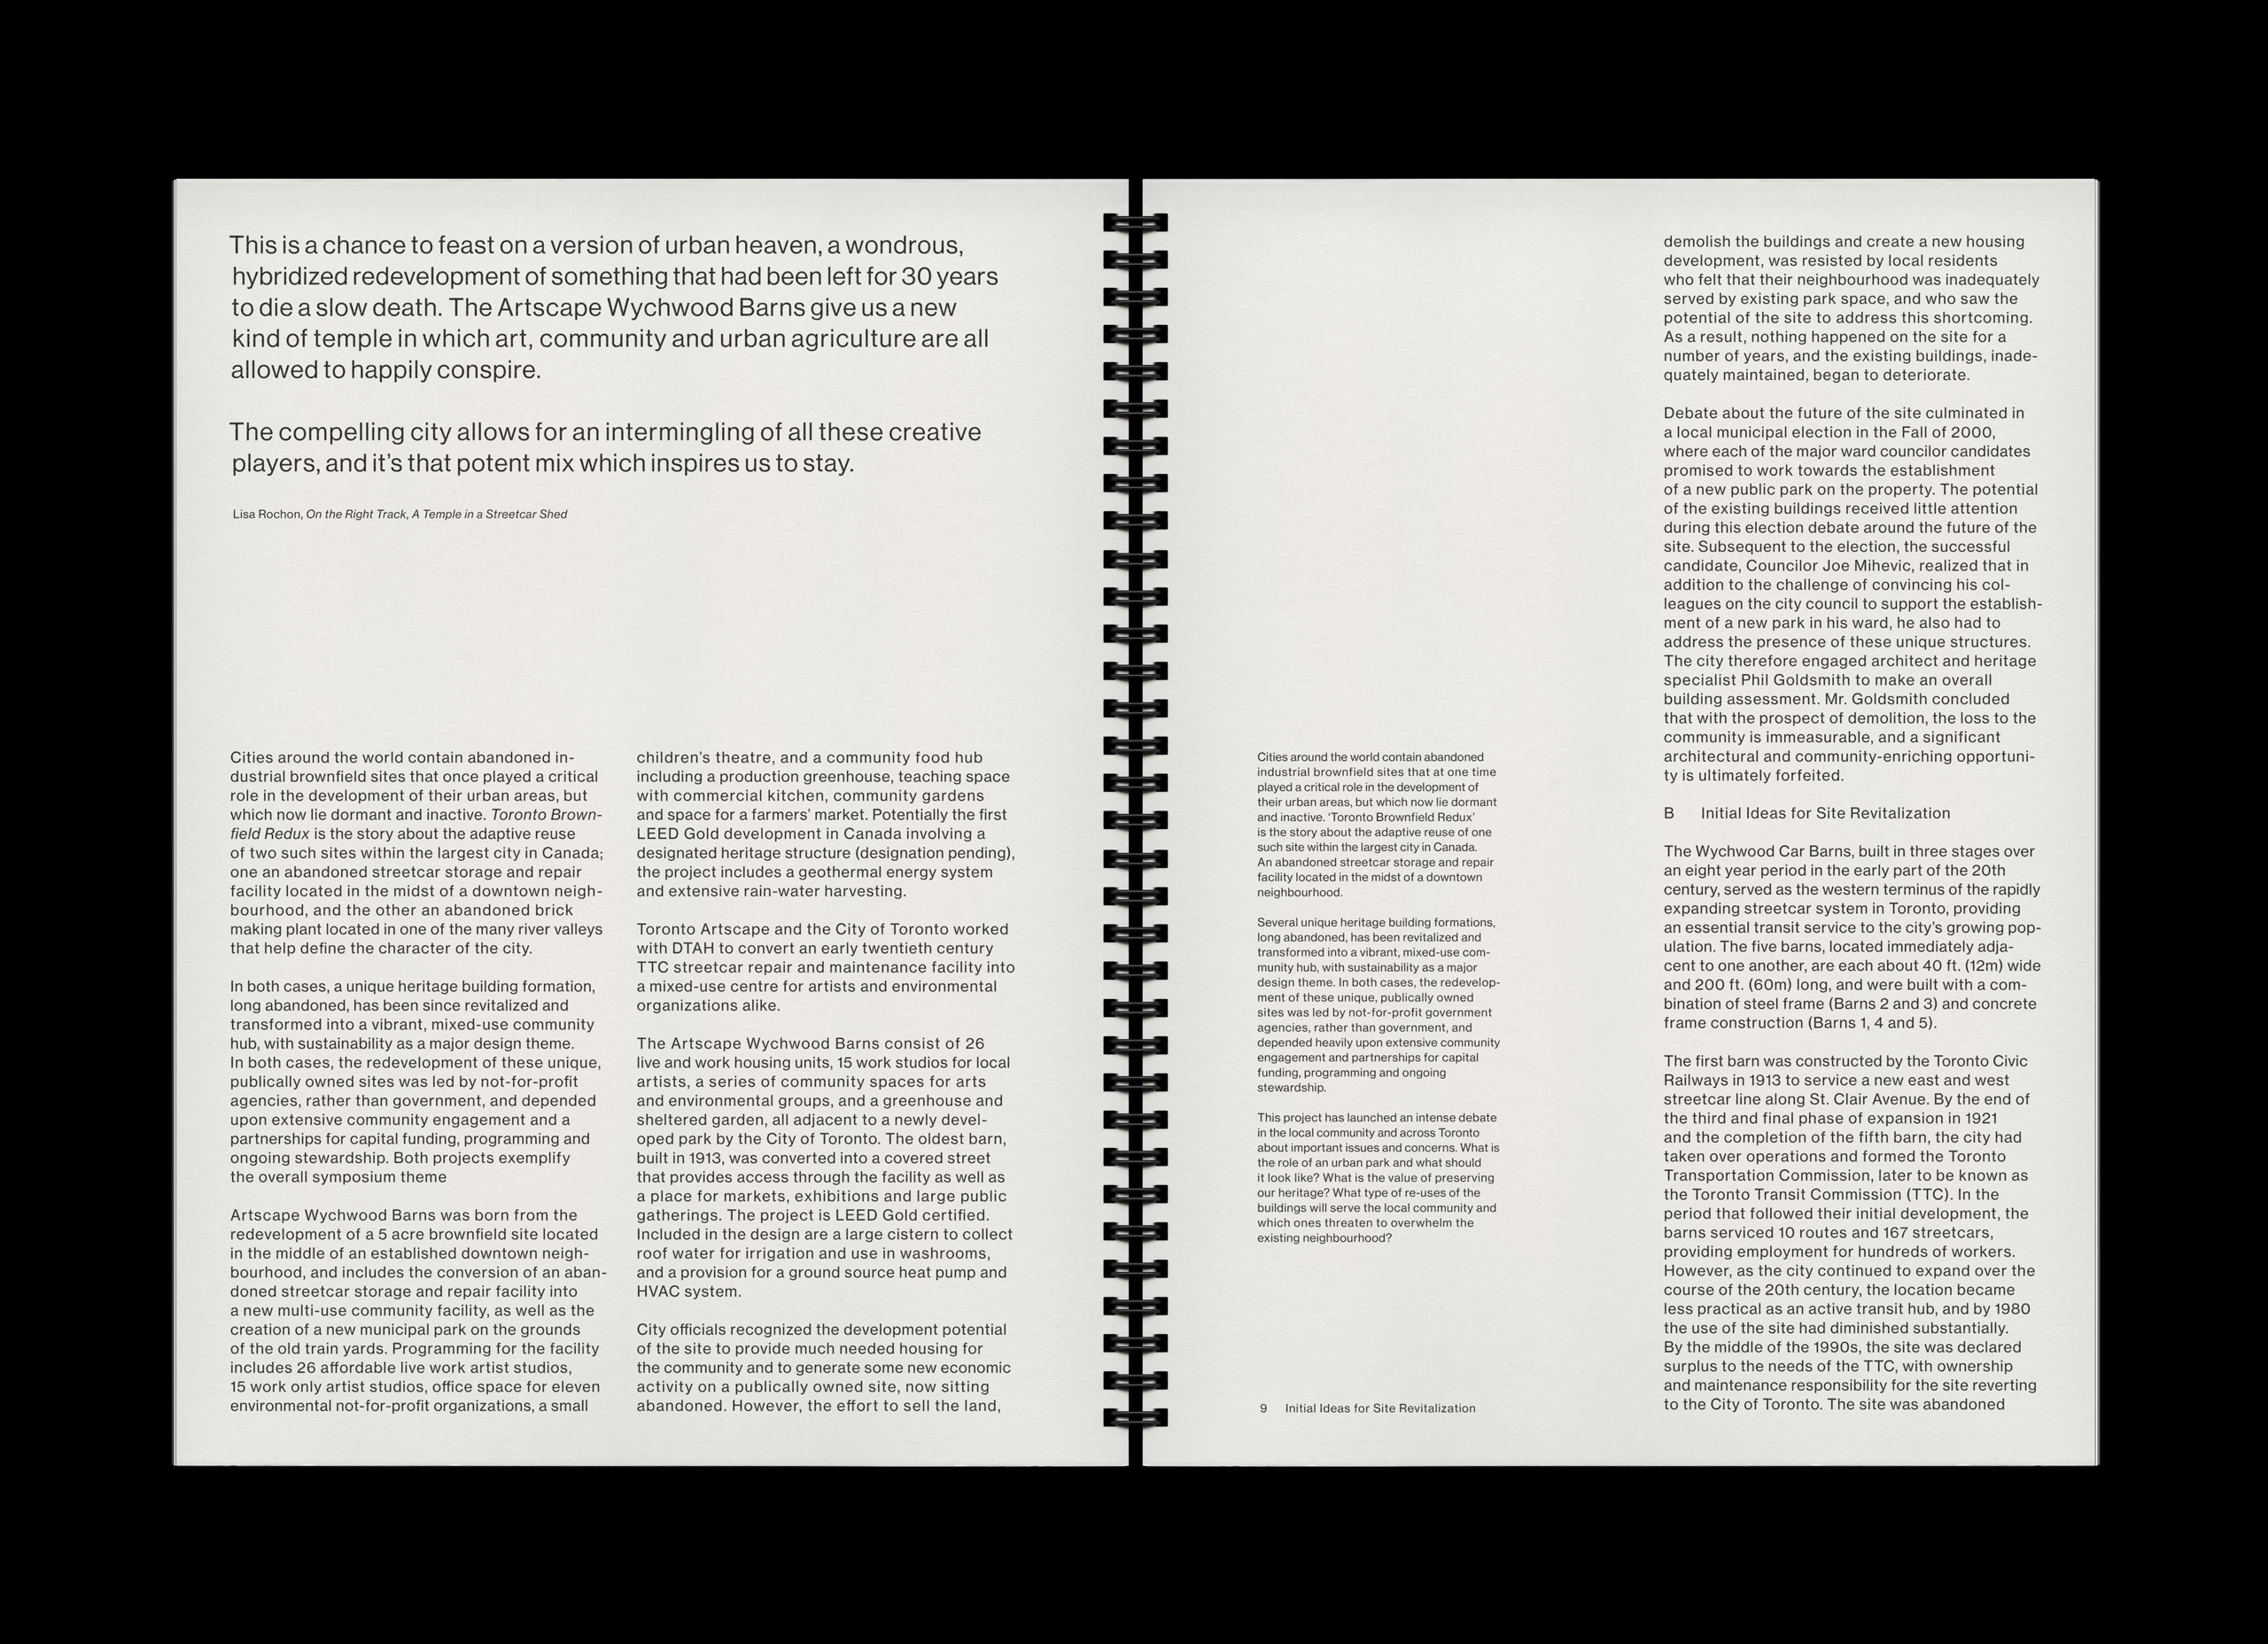 This is a chance to feast on a version of urban heaven, a wondrous,
hybridized redevelopment of something that had been left for 30 years
to die a slow death. The Artscape Wychwood Barns give us a new
kind of temple in which art, community and urban agriculture are all
allowed to happily conspire.
The compelling city allows for an intermingling of all these creative
players, and it’s that potent mix which inspires us to stay.
Lisa Rochon, On the Right Track, A Temple in a Streetcar Shed
Cities around the world contain abandoned in-
dustrial brownfield sites that once played a critical
role in the development of their urban areas, but
which now lie dormant and inactive. Toronto Brown-
field Redux is the story about the adaptive reuse
of two such sites within the largest city in Canada;
one an abandoned streetcar storage and repair
facility located in the midst of a downtown neigh-
bourhood, and the other an abandoned brick
making plant located in one of the many river valleys
that help define the character of the city.
In both cases, a unique heritage building formation,
long abandoned, has been since revitalized and
transformed into a vibrant, mixed-use community
hub, with sustainability as a major design theme.
In both cases, the redevelopment of these unique,
publically owned sites was led by not-for-profit
agencies, rather than government, and depended
upon extensive community engagement and a
partnerships for capital funding, programming and
ongoing stewardship. Both projects exemplify
the overall symposium theme
Artscape Wychwood Barns was born from the
redevelopment of a 5 acre brownfield site located
in the middle of an established downtown neigh-
bourhood, and includes the conversion of an aban-
doned streetcar storage and repair facility into
a new multi-use community facility, as well as the
creation of a new municipal park on the grounds
of the old train yards. Programming for the facility
includes 26 affordable live work artist studios,
15 work only artist studios, office space for eleven
environmental not-for-profit organizations, a small
children’s theatre, and a community food hub
including a production greenhouse, teaching space
with commercial kitchen, community gardens
and space for a farmers’ market. Potentially the first
LEED Gold development in Canada involving a
designated heritage structure (designation pending),
the project includes a geothermal energy system
and extensive rain-water harvesting.
Toronto Artscape and the City of Toronto worked
with DTAH to convert an early twentieth century
TTC streetcar repair and maintenance facility into
a mixed-use centre for artists and environmental
organizations alike.
The Artscape Wychwood Barns consist of 26
live and work housing units, 15 work studios for local
artists, a series of community spaces for arts
and environmental groups, and a greenhouse and
sheltered garden, all adjacent to a newly devel-
oped park by the City of Toronto. The oldest barn,
built in 1913, was converted into a covered street
that provides access through the facility as well as
a place for markets, exhibitions and large public
gatherings. The project is LEED Gold certified.
Included in the design are a large cistern to collect
roof water for irrigation and use in washrooms,
and a provision for a ground source heat pump and
HVAC system.
City officials recognized the development potential
of the site to provide much needed housing for
the community and to generate some new economic
activity on a publically owned site, now sitting
abandoned. However, the effort to sell the land,
Cities around the world contain abandoned
industrial brownfield sites that at one time
played a critical role in the development of
their urban areas, but which now lie dormant
and inactive. ‘Toronto Brownfield Redux’
is the story about the adaptive reuse of one
such site within the largest city in Canada.
An abandoned streetcar storage and repair
facility located in the midst of a downtown
neighbourhood.
Several unique heritage building formations,
long abandoned, has been revitalized and
transformed into a vibrant, mixed-use com-
munity hub, with sustainability as a major
design theme. In both cases, the redevelop-
ment of these unique, publically owned
sites was led by not-for-profit government
agencies, rather than government, and
depended heavily upon extensive community
engagement and partnerships for capital
funding, programming and ongoing
stewardship.
This project has launched an intense debate
in the local community and across Toronto
about important issues and concerns. What is
the role of an urban park and what should
it look like? What is the value of preserving
our heritage? What type of re-uses of the
buildings will serve the local community and
which ones threaten to overwhelm the
existing neighbourhood?
9 Initial Ideas for Site Revitalization
demolish the buildings and create a new housing
development, was resisted by local residents
who felt that their neighbourhood was inadequately
served by existing park space, and who saw the
potential of the site to address this shortcoming.
As a result, nothing happened on the site for a
number of years, and the existing buildings, inade-
quately maintained, began to deteriorate.
Debate about the future of the site culminated in
a local municipal election in the Fall of 2000,
where each of the major ward councilor candidates
promised to work towards the establishment
of a new public park on the property. The potential
of the existing buildings received little attention
during this election debate around the future of the
site. Subsequent to the election, the successful
candidate, Councilor Joe Mihevic, realized that in
addition to the challenge of convincing his col-
leagues on the city council to support the establish-
ment of a new park in his ward, he also had to
address the presence of these unique structures.
The city therefore engaged architect and heritage
specialist Phil Goldsmith to make an overall
building assessment. Mr. Goldsmith concluded
that with the prospect of demolition, the loss to the
community is immeasurable, and a significant
architectural and community-enriching opportuni-
ty is ultimately forfeited.
B Initial Ideas for Site Revitalization
The Wychwood Car Barns, built in three stages over
an eight year period in the early part of the 20th
century, served as the western terminus of the rapidly
expanding streetcar system in Toronto, providing
an essential transit service to the city’s growing pop-
ulation. The five barns, located immediately adja-
cent to one another, are each about 40 ft. (12m) wide
and 200 ft. (60m) long, and were built with a com-
bination of steel frame (Barns 2 and 3) and concrete
frame construction (Barns 1, 4 and 5).
The first barn was constructed by the Toronto Civic
Railways in 1913 to service a new east and west
streetcar line along St. Clair Avenue. By the end of
the third and final phase of expansion in 1921
and the completion of the fifth barn, the city had
taken over operations and formed the Toronto
Transportation Commission, later to be known as
the Toronto Transit Commission (TTC). In the
period that followed their initial development, the
barns serviced 10 routes and 167 streetcars,
providing employment for hundreds of workers.
However, as the city continued to expand over the
course of the 20th century, the location became
less practical as an active transit hub, and by 1980
the use of the site had diminished substantially.
By the middle of the 1990s, the site was declared
surplus to the needs of the TTC, with ownership
and maintenance responsibility for the site reverting
to the City of Toronto. The site was abandoned